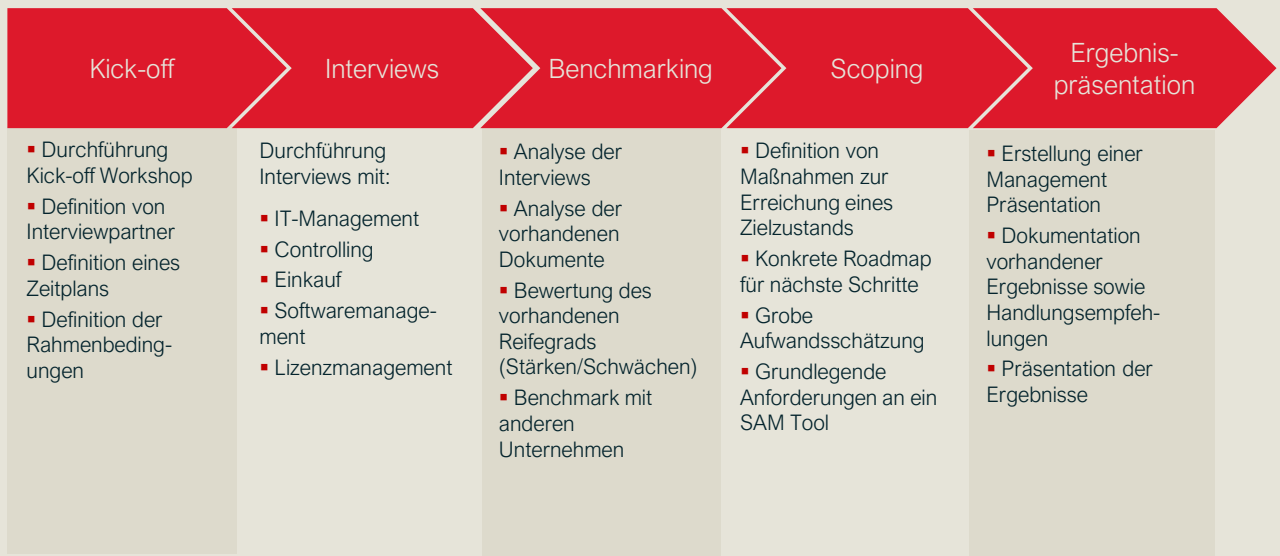 Kick-off
Interviews
Benchmarking
Scoping
Ergebnis-
präsentation
▪ Durchführung
Kick-off Workshop
▪ Definition von
Interviewpartner
▪ Definition eines
Zeitplans
▪ Definition der
Rahmenbeding-
ungen
Durchführung
Interviews mit:
▪ IT-Management
▪ Controlling
▪ Einkauf
▪ Softwaremanage-
ment
▪ Lizenzmanagement
▪ Analyse der
Interviews
▪ Analyse der
vorhandenen
Dokumente
▪ Bewertung des
vorhandenen
Reifegrads
(Stärken/Schwächen)
▪ Benchmark mit
anderen
Unternehmen
▪ Definition von
Maßnahmen zur
Erreichung eines
Zielzustands
▪ Konkrete Roadmap
für nächste Schritte
▪ Grobe
Aufwandsschätzung
▪ Grundlegende
Anforderungen an ein
SAM Tool
▪ Erstellung einer
Management
Präsentation
▪ Dokumentation
vorhandener
Ergebnisse sowie
Handlungsempfeh-
lungen
▪ Präsentation der
Ergebnisse